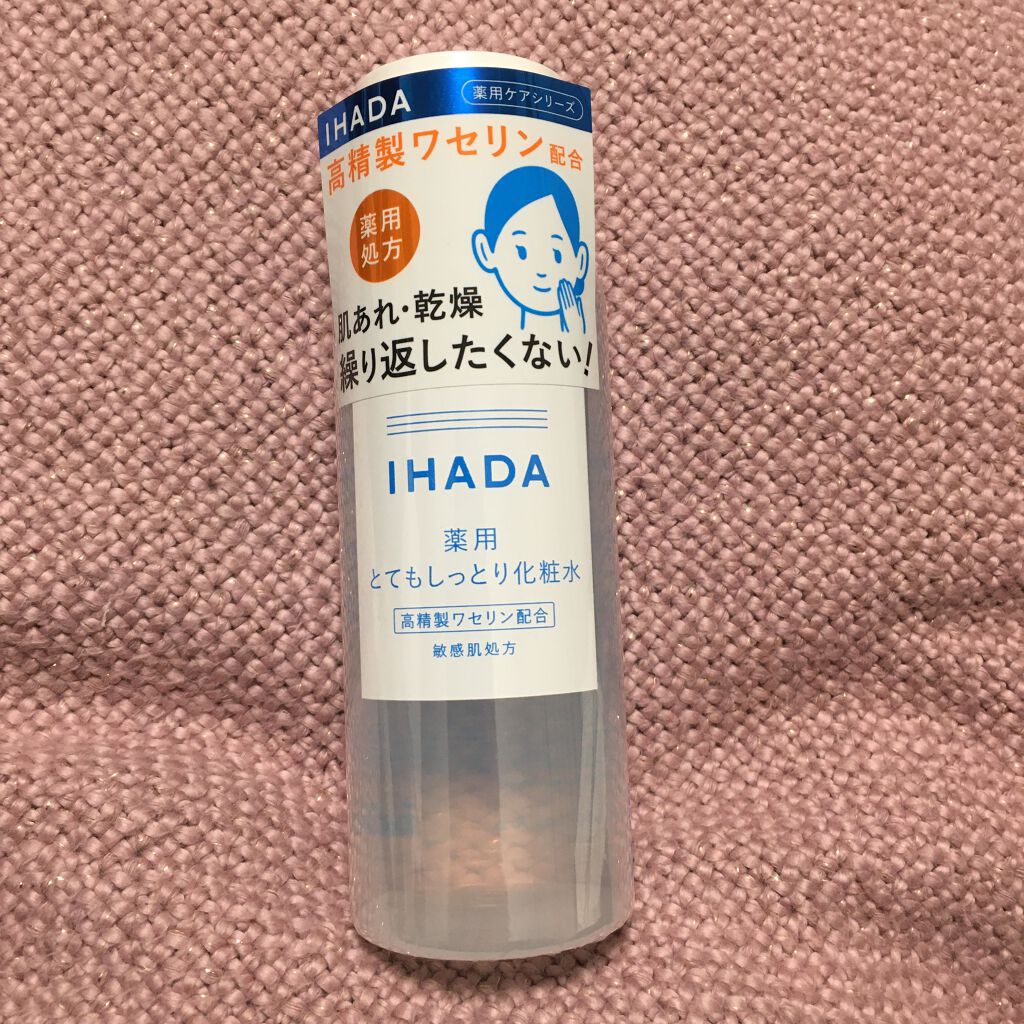 IHADA
薬用ケアシリーズ
高精製ワセリン配合
薬用
処方
肌あれ・乾燥
繰り返したくない!
IHADA
薬用
とてもしっとり化粧水
高精製ワセリン配合
敏感肌処方